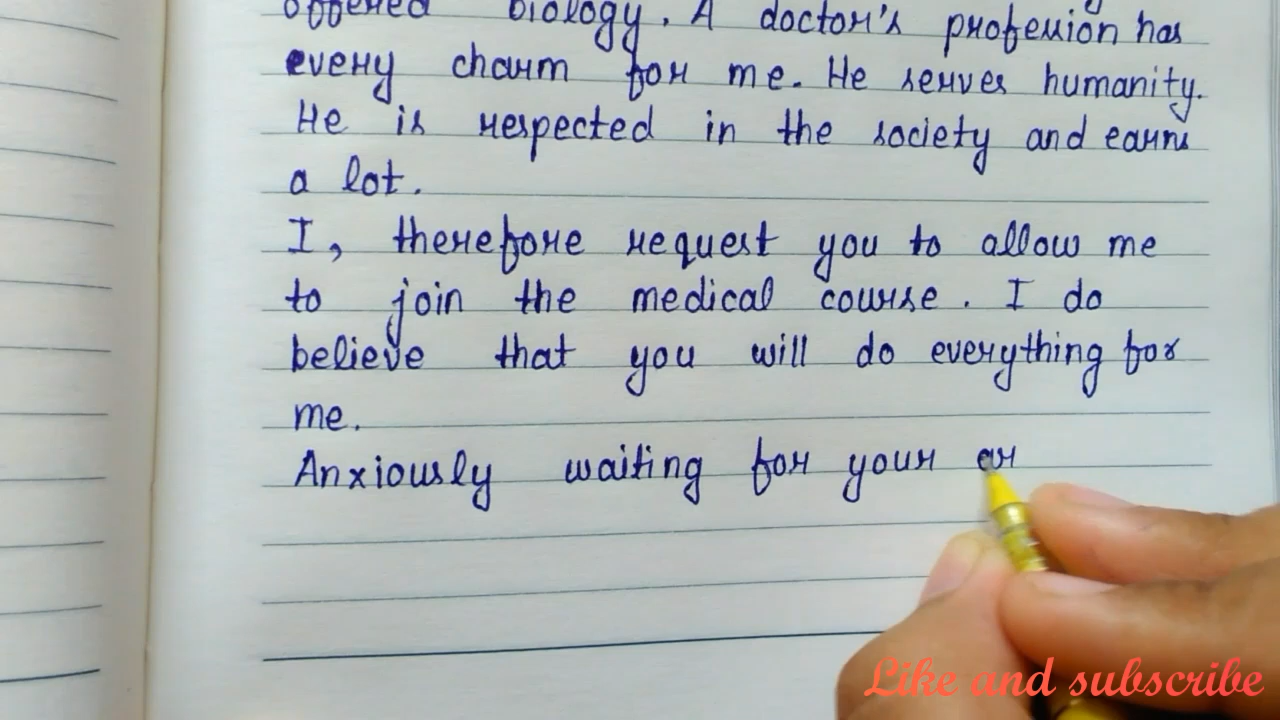 offered biology. A doctor's profession has
every charm for me. He serves humanity.
He is respected in the society and earns
a lot.
I, therefore request you to allow me
to join the medical course. I do
believe that you will do everything for
me.
Anxiously waiting for your
Like and subscribe